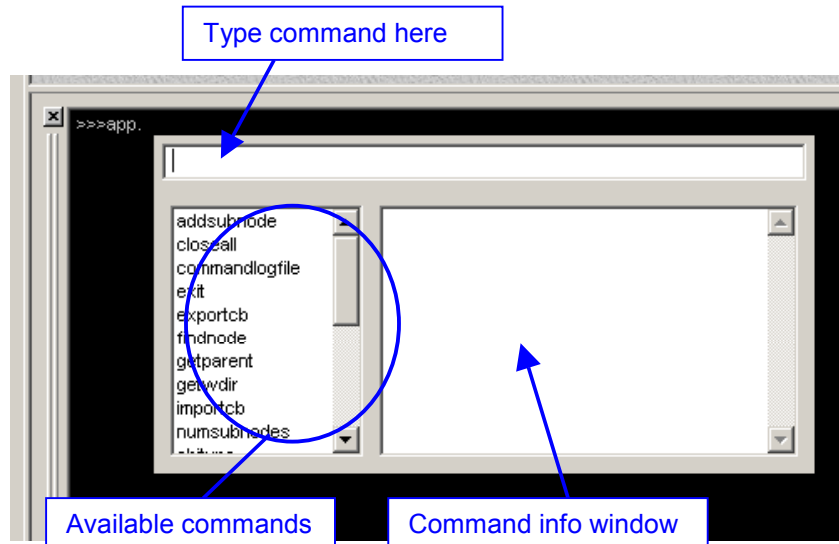 Type command here
>>>app.
addsubnode
closeall
commandlogfile
exit
exportcb
findnode
getparent
getwdir
importcb
numsubnodes
Available commands
Command info window